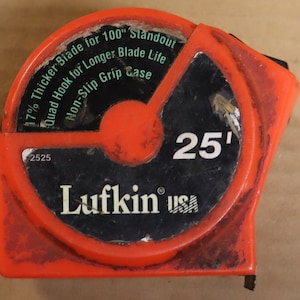 17% Thicker Blade for 100" Standout
Quad Hook for Longer Blade Life
Non-Slip Grip Case
25'
2525
Lufkin® USA